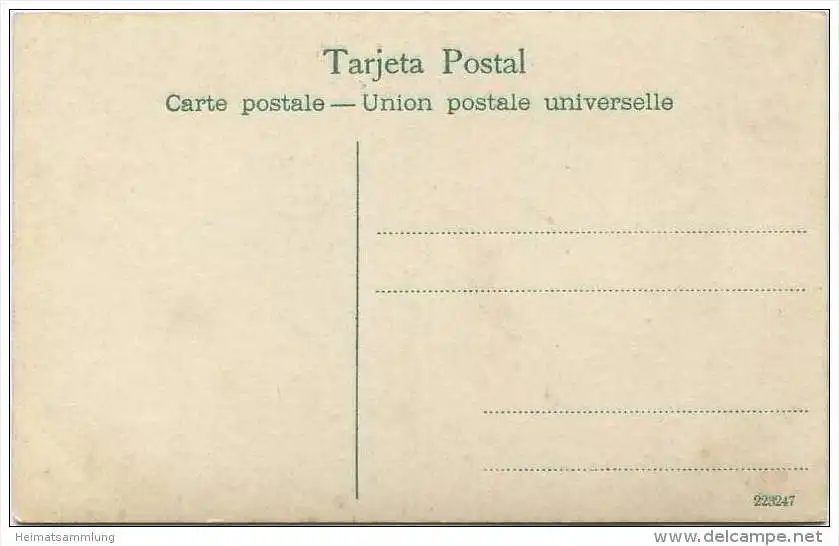 Tarjeta Postal
Carte postale — Union postale universelle
223247
Heimatsammlung
www.delcampe.net